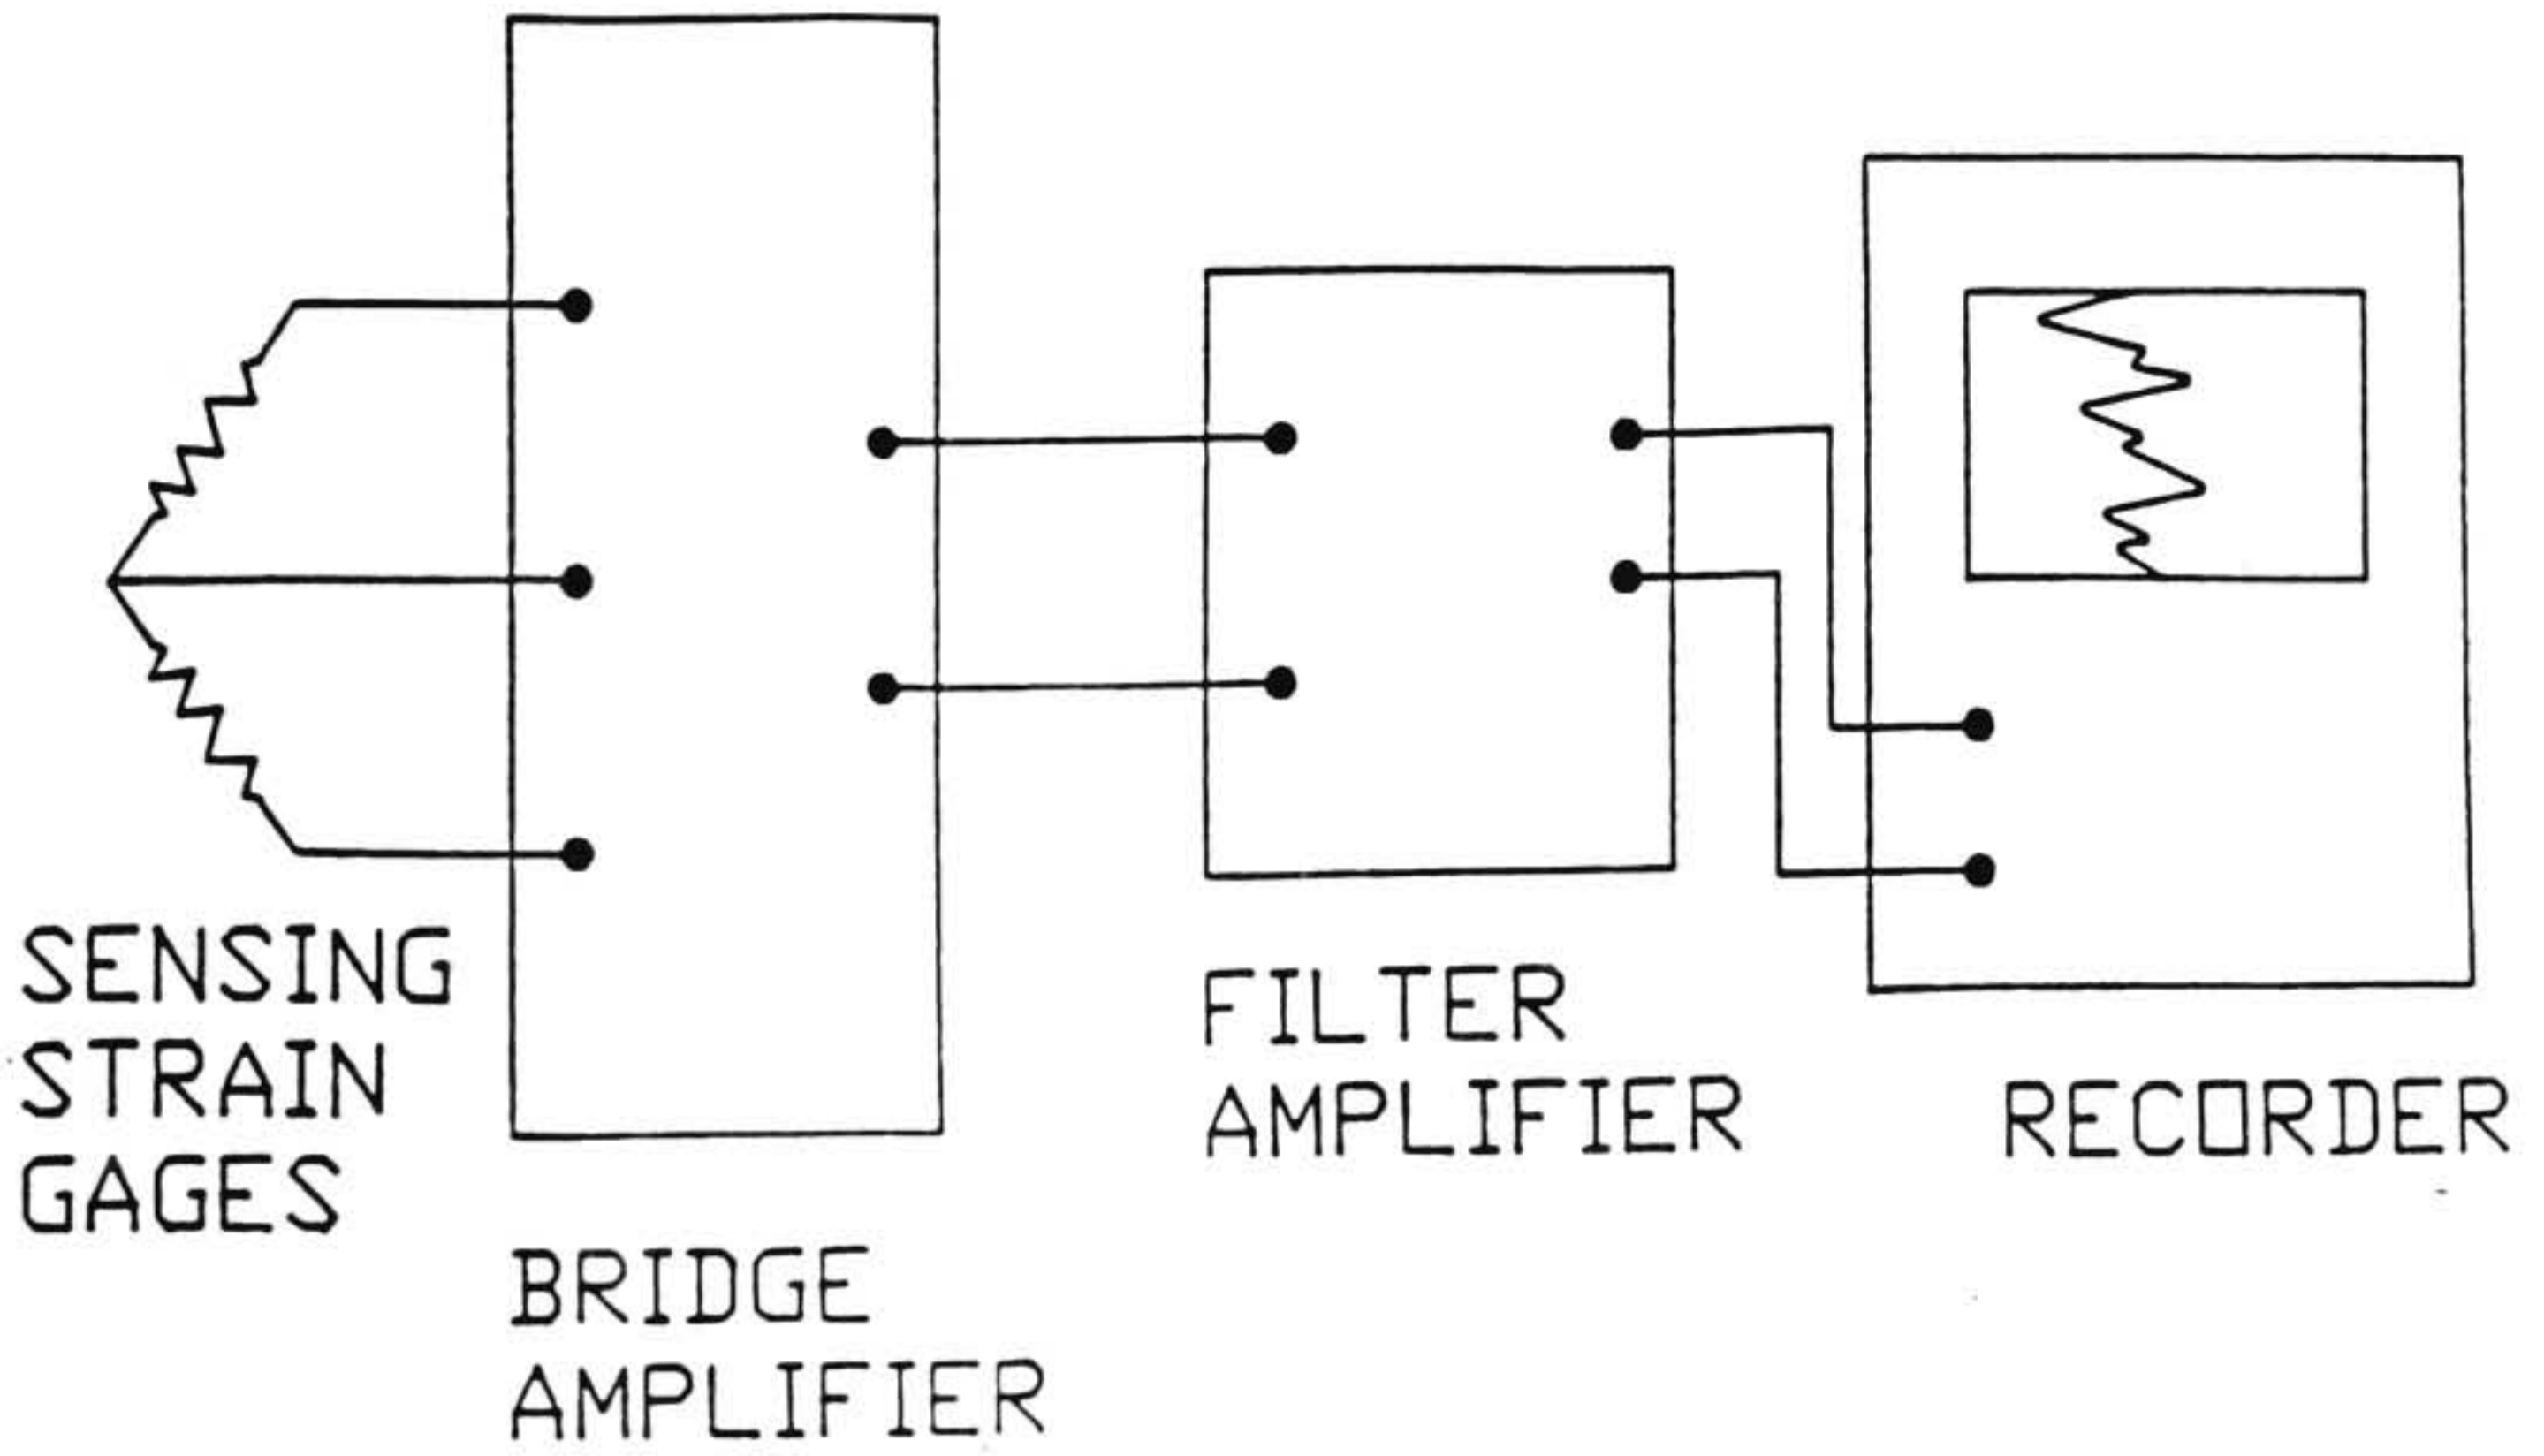 SENSING
STRAIN
GAGES
BRIDGE
AMPLIFIER
FILTER
AMPLIFIER
RECORDER